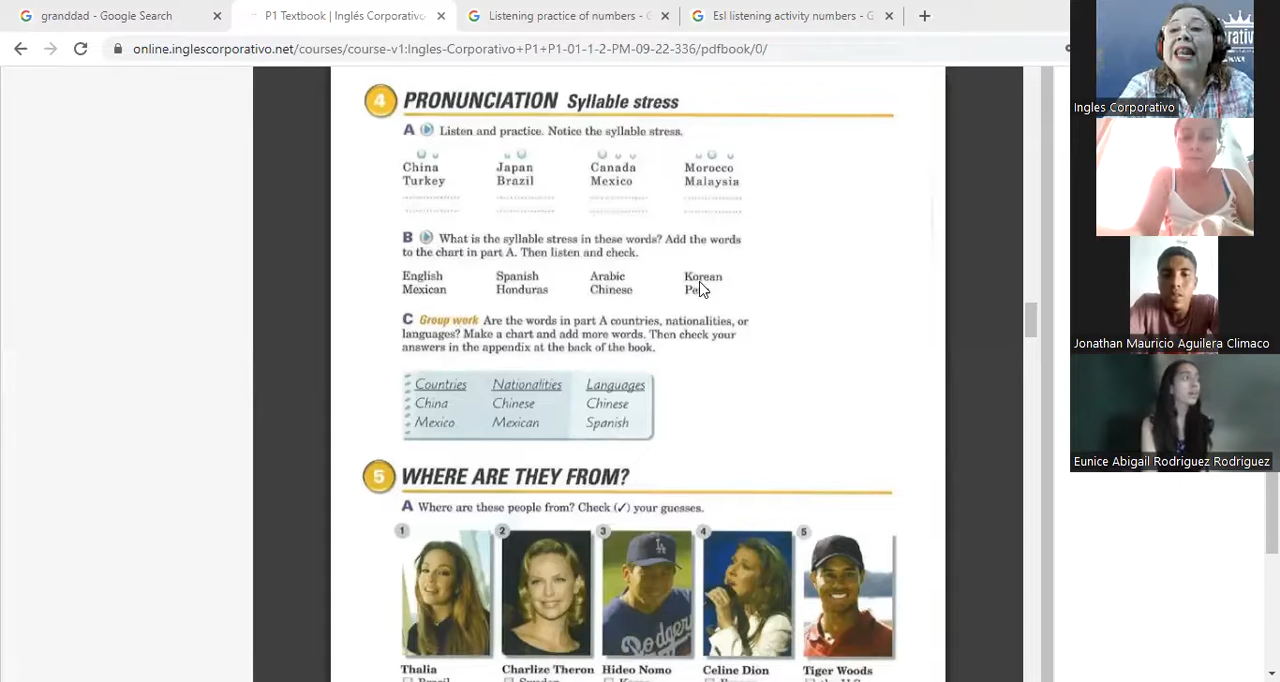 granddad - Google Search
P1 Textbook | Inglés Corporativo
Listening practice of numbers - G
Esl listening activity numbers - G
online.inglescorporativo.net/courses/course-v1:Ingles-Corporativo+P1+P1-01-1-2-PM-09-22-336/pdfbook/0/
4 PRONUNCIATION Syllable stress
A Listen and practice. Notice the syllable stress.
China Japan Canada Morocco
Turkey Brazil Mexico Malaysia
B What is the syllable stress in these words? Add the words
to the chart in part A. Then listen and check.
English Spanish Arabic Korean
Mexican Honduras Chinese
C Group work Are the words in part A countries, nationalities, or
languages? Make a chart and add more words. Then check your
answers in the appendix at the back of the book.
Countries Nationalities Languages
China Chinese Chinese
Mexico Mexican Spanish
5 WHERE ARE THEY FROM?
A Where are these people from? Check (✓) your guesses.
1 2 3 4 5
Dodgers
Thalia Charlize Theron Hideo Nomo Celine Dion Tiger Woods
Ingles Corporativo
Jonathan Mauricio Aguilera Climaco
Eunice Abigail Rodriguez Rodriguez